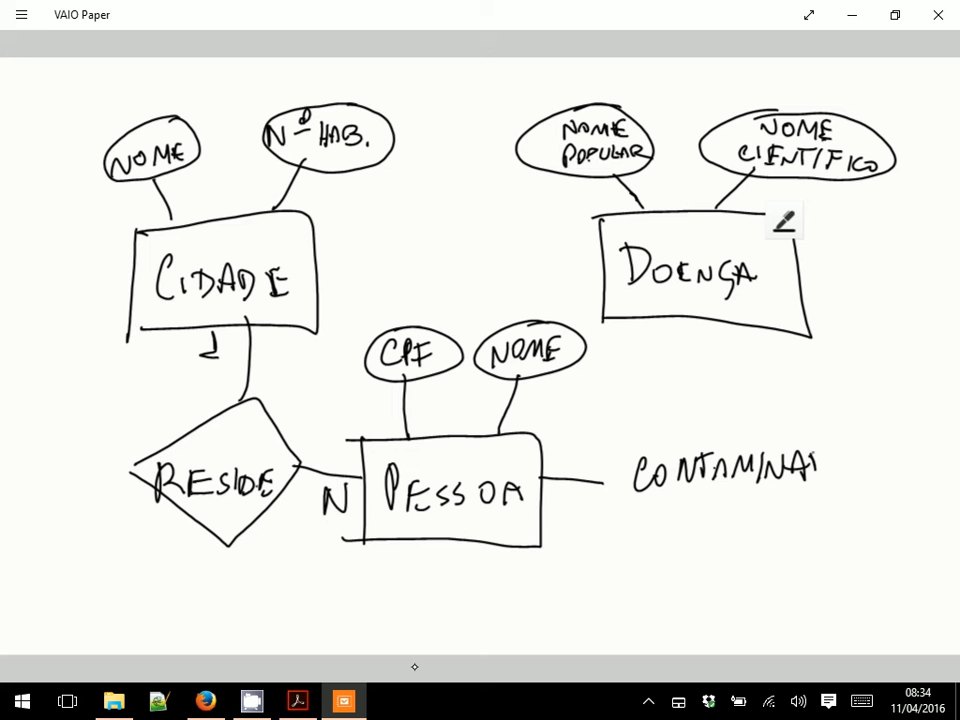 VAIO Paper
NOME
Nº HAB.
NOME
POPULAR
NOME
CIENTÍFICO
CIDADE
DOENÇA
1
CPF
NOME
RESIDE
N
PESSOA
CONTAMINA
08:34
11/04/2016